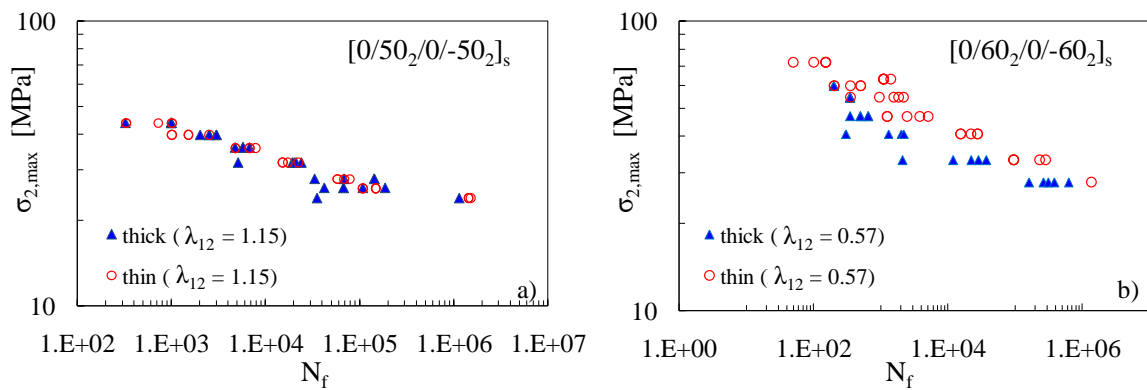 100
[0/50₂/0/-50₂]ₛ
σ₂,max [MPa]
thick ( λ₁₂ = 1.15)
thin ( λ₁₂ = 1.15)
a)
10
1.E+02 1.E+03 1.E+04 1.E+05 1.E+06 1.E+07
N_f
100
[0/60₂/0/-60₂]ₛ
σ₂,max [MPa]
thick ( λ₁₂ = 0.57)
thin ( λ₁₂ = 0.57)
b)
10
1.E+00 1.E+02 1.E+04 1.E+06
N_f